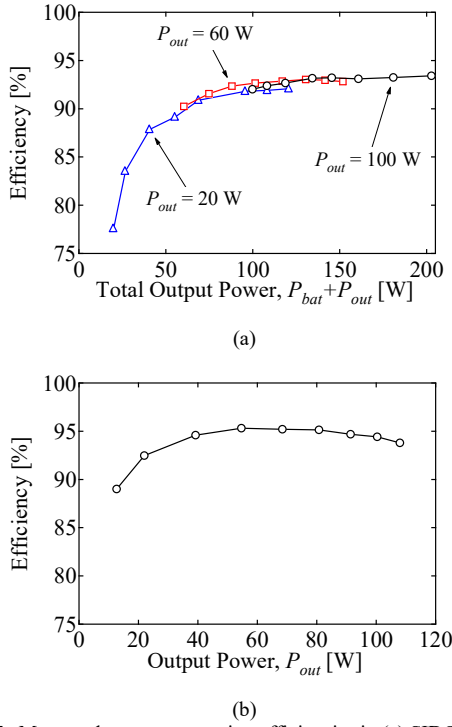 100
95
90
85
80
75
Efficiency [%]
P_out = 60 W
P_out = 100 W
P_out = 20 W
0 50 100 150 200
Total Output Power, P_bat+P_out [W]
(a)
100
95
90
85
80
75
Efficiency [%]
0 20 40 60 80 100 120
Output Power, P_out [W]
(b)